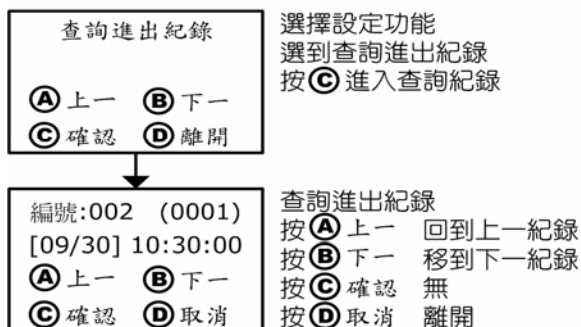 查詢進出紀錄
Ⓐ上一 Ⓑ下一
Ⓒ確認 Ⓓ離開
選擇設定功能
選到查詢進出紀錄
按Ⓒ進入查詢紀錄
編號:002 (0001)
[09/30] 10:30:00
Ⓐ上一 Ⓑ下一
Ⓒ確認 Ⓓ取消
查詢進出紀錄
按Ⓐ上一 回到上一紀錄
按Ⓑ下一 移到下一紀錄
按Ⓒ確認 無
按Ⓓ取消 離開